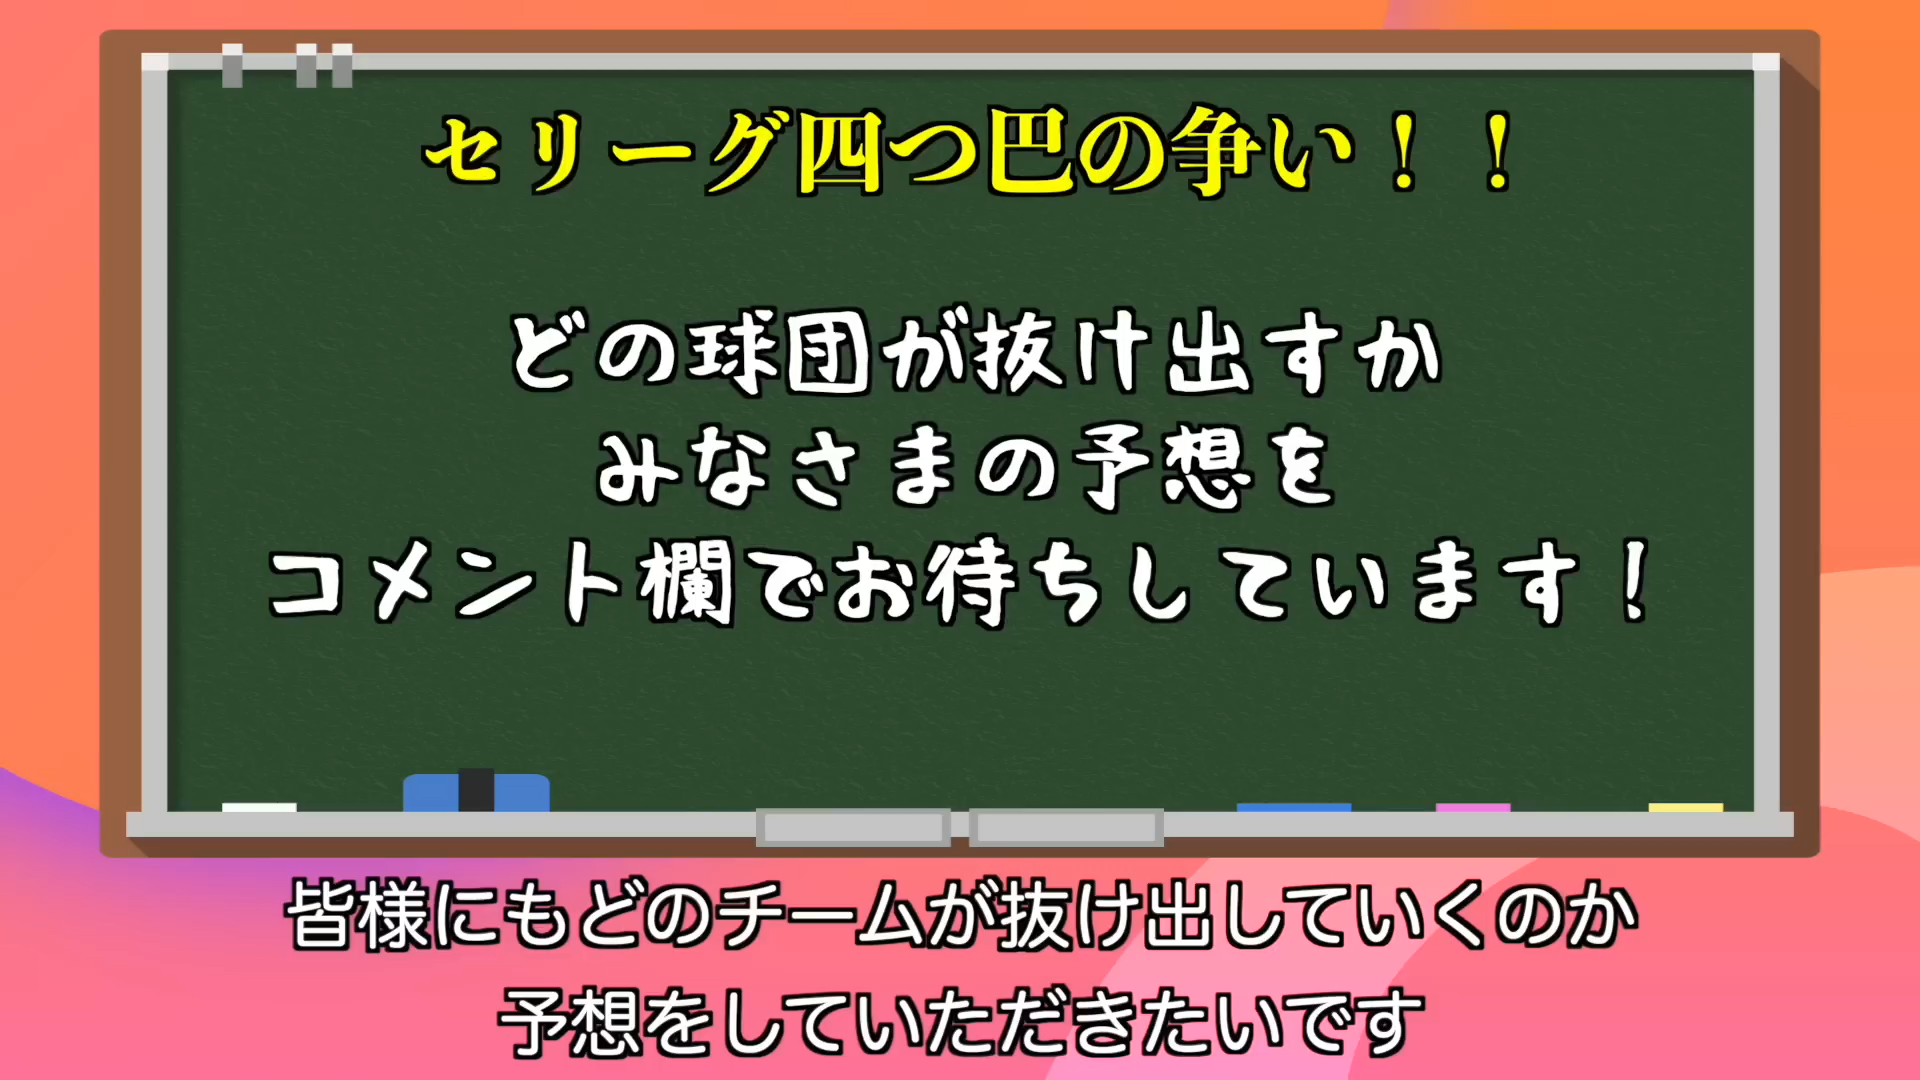 セリーグ四つ巴の争い！！
どの球団が抜け出すか
みなさまの予想を
コメント欄でお待ちしています！
皆様にもどのチームが抜け出していくのか
予想をしていただきたいです